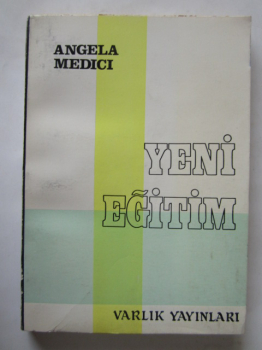 ANGELA
MEDICI
YENİ
EĞİTİM
VARLIK YAYINLARI